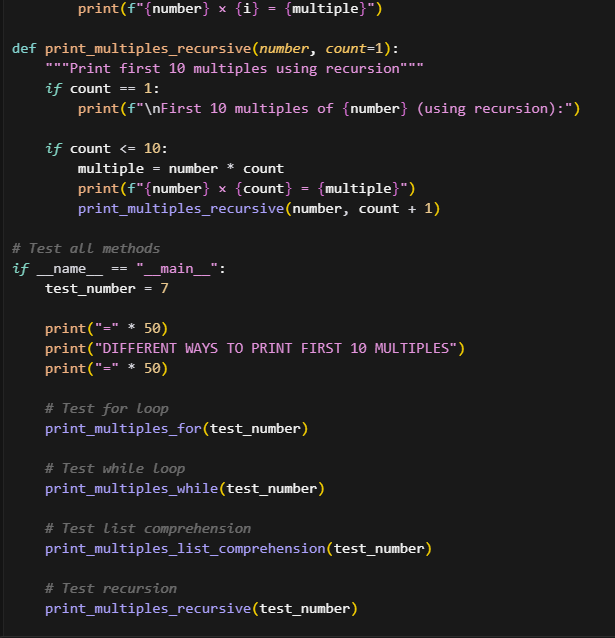 print(f"{number} × {i} = {multiple}")

def print_multiples_recursive(number, count=1):
    """Print first 10 multiples using recursion"""
    if count == 1:
        print(f"\nFirst 10 multiples of {number} (using recursion):")

    if count <= 10:
        multiple = number * count
        print(f"{number} × {count} = {multiple}")
        print_multiples_recursive(number, count + 1)

# Test all methods
if __name__ == "__main__":
    test_number = 7

    print("=" * 50)
    print("DIFFERENT WAYS TO PRINT FIRST 10 MULTIPLES")
    print("=" * 50)

    # Test for loop
    print_multiples_for(test_number)

    # Test while loop
    print_multiples_while(test_number)

    # Test list comprehension
    print_multiples_list_comprehension(test_number)

    # Test recursion
    print_multiples_recursive(test_number)